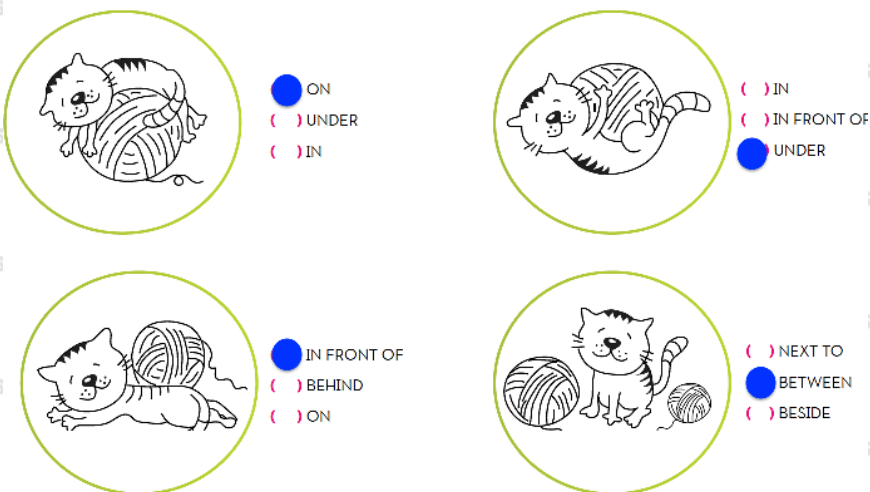 ON
( ) UNDER
( ) IN
( ) IN
( ) IN FRONT OF
) UNDER
IN FRONT OF
( ) BEHIND
( ) ON
( ) NEXT TO
BETWEEN
( ) BESIDE